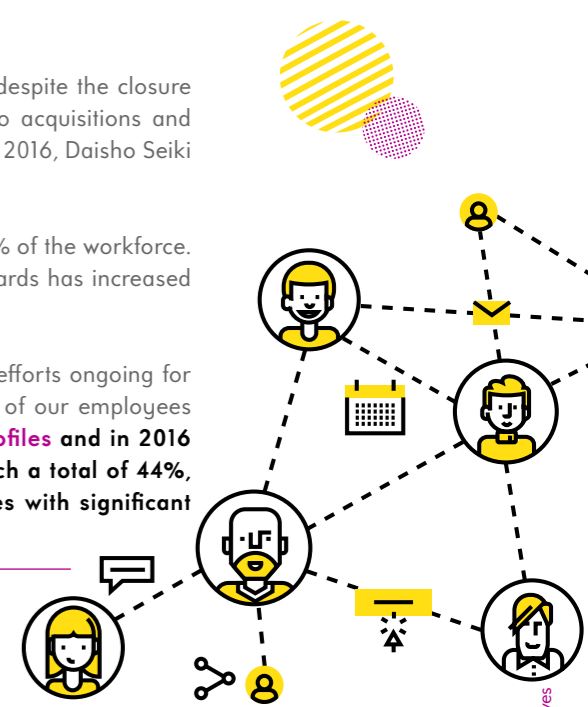 despite the closure
o acquisitions and
2016, Daisho Seiki
% of the workforce.
ards has increased
efforts ongoing for
of our employees
ofiles and in 2016
ch a total of 44%,
es with significant
ves